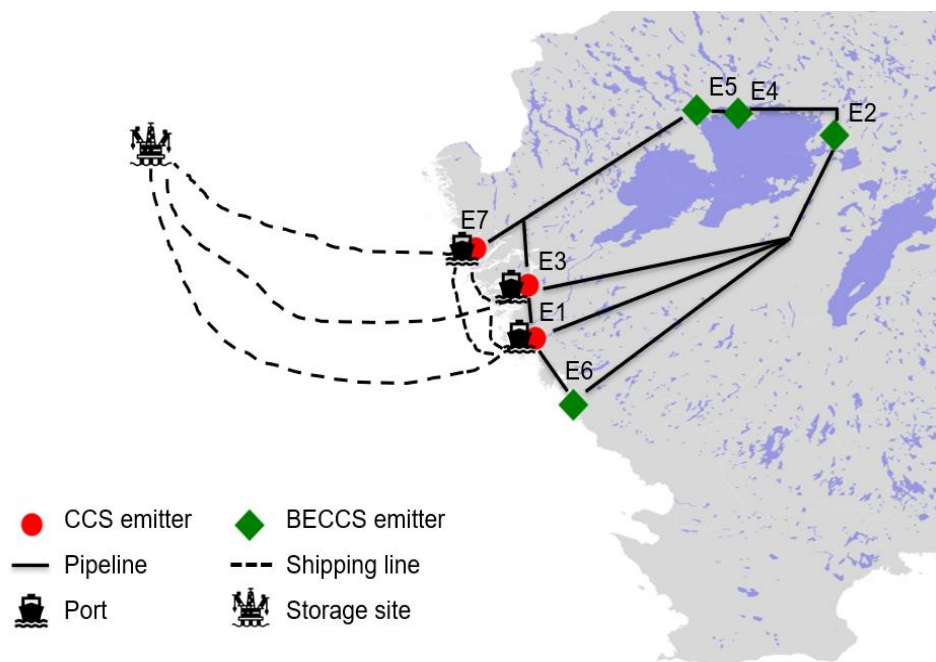 E5 E4
E2
E7
E3
E1
E6
CCS emitter BECCS emitter
Pipeline Shipping line
Port Storage site